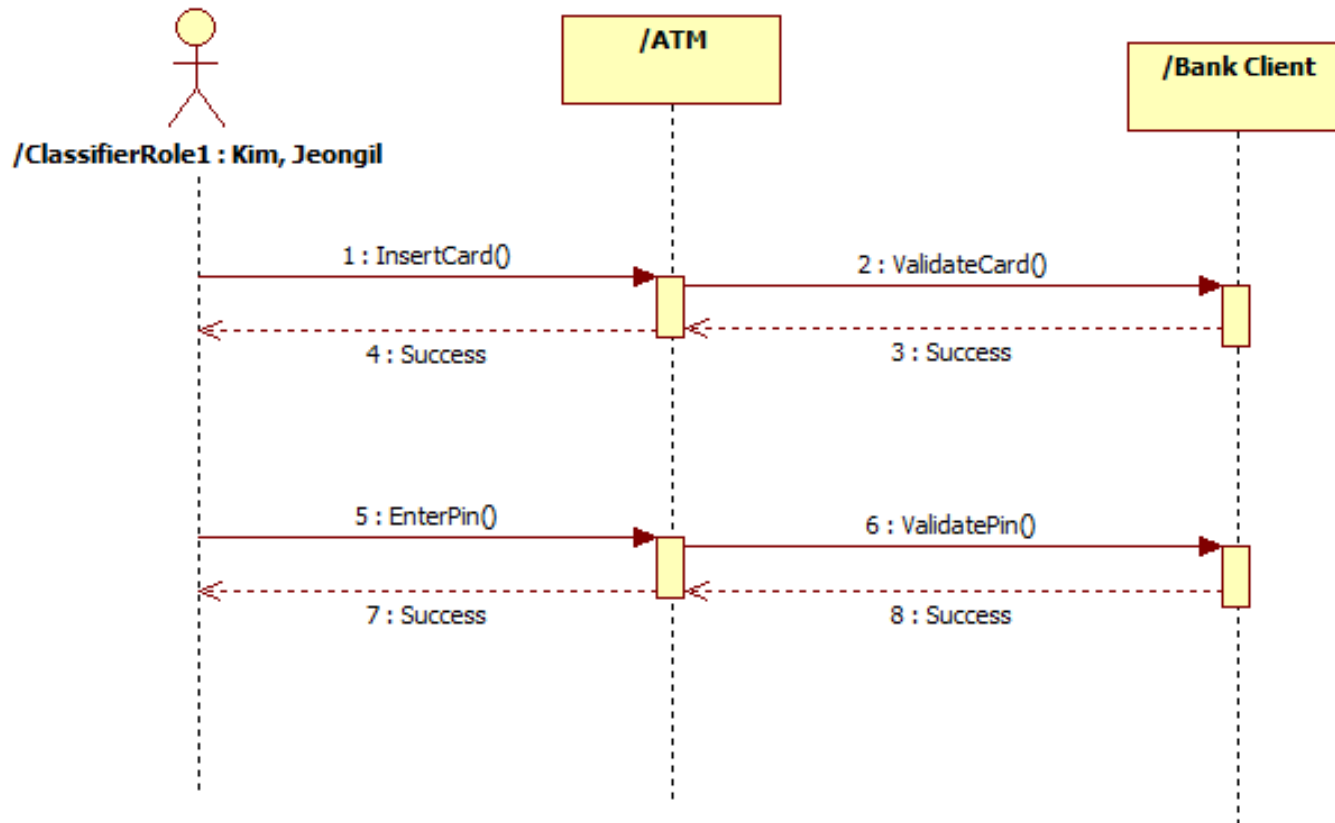 /ATM
/Bank Client
/ClassifierRole1 : Kim, Jeongil
1 : InsertCard()
2 : ValidateCard()
4 : Success
3 : Success
5 : EnterPin()
6 : ValidatePin()
7 : Success
8 : Success